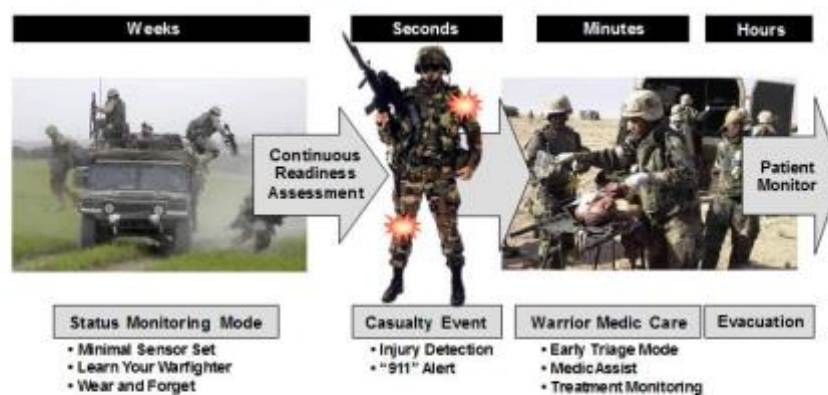 Weeks
Seconds
Minutes
Hours
Continuous
Readiness
Assessment
Patient
Monitor
Status Monitoring Mode
• Minimal Sensor Set
• Learn Your Warfighter
• Wear and Forget
Casualty Event
• Injury Detection
• "911" Alert
Warrior Medic Care
• Early Triage Mode
• Medic Assist
• Treatment Monitoring
Evacuation